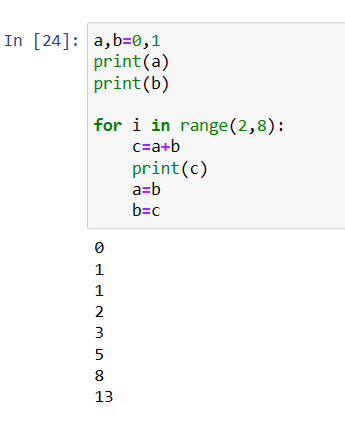 In [24]: a,b=0,1
print(a)
print(b)

for i in range(2,8):
    c=a+b
    print(c)
    a=b
    b=c
0
1
1
2
3
5
8
13